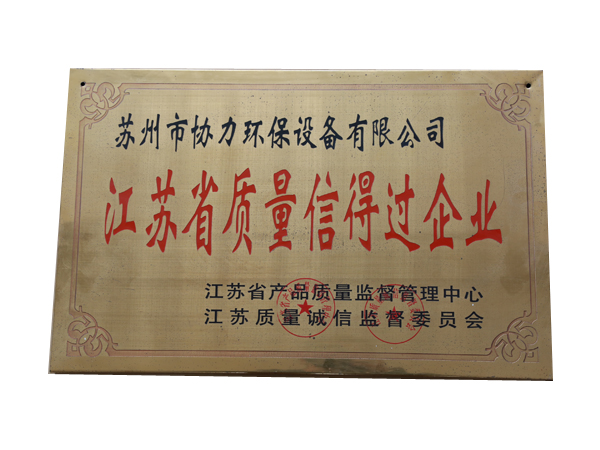 苏州市协力环保设备有限公司
江苏省质量信得过企业
江苏省产品质量监督管理中心
江苏质量诚信监督委员会